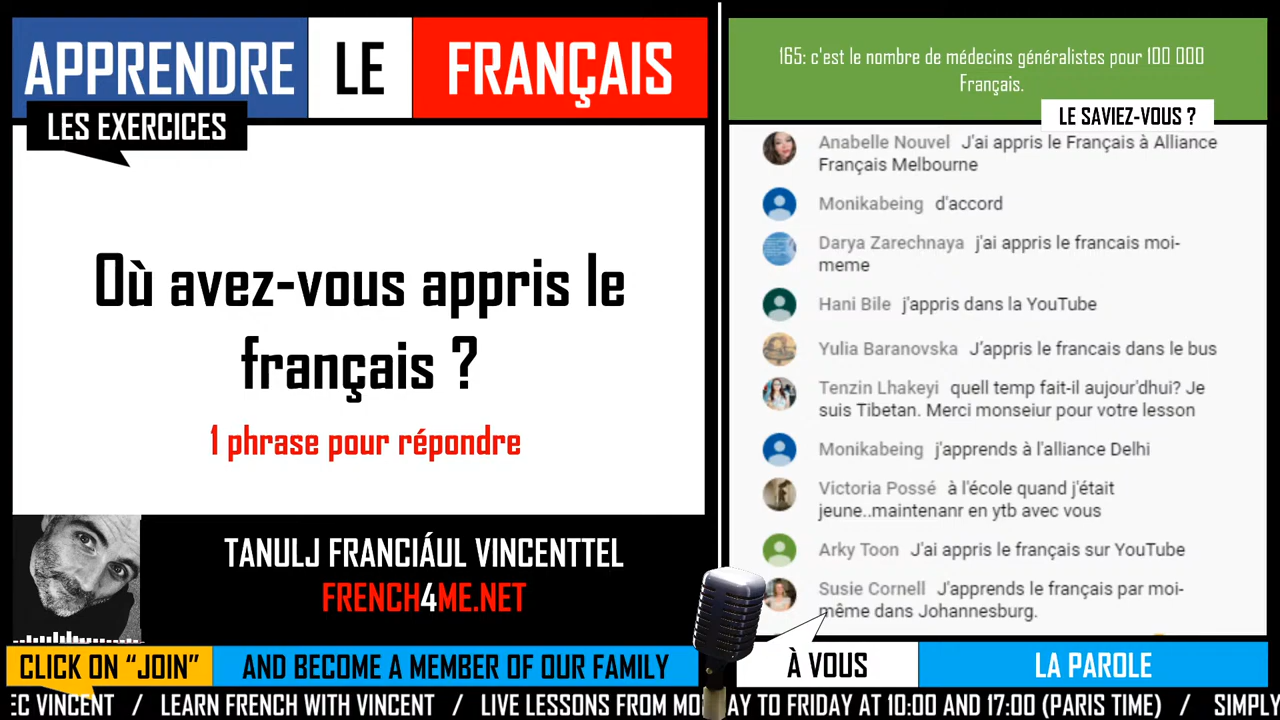 APPRENDRE LE FRANÇAIS
LES EXERCICES
Où avez-vous appris le
français ?
1 phrase pour répondre
TANULJ FRANCIÁUL VINCENTTEL
FRENCH4ME.NET
CLICK ON “JOIN” AND BECOME A MEMBER OF OUR FAMILY
165: c'est le nombre de médecins généralistes pour 100 000
Français.
LE SAVIEZ-VOUS ?
Anabelle Nouvel J'ai appris le Français à Alliance
Français Melbourne
Monikabeing d'accord
Darya Zarechnaya j'ai appris le francais moi-
meme
Hani Bile j'appris dans la YouTube
Yulia Baranovska J'appris le francais dans le bus
Tenzin Lhakeyi quell temp fait-il aujourd'dhui? Je
suis Tibetan. Merci monseiur pour votre lesson
Monikabeing j'apprends à l'alliance Delhi
Victoria Possé à l'école quand j'était
jeune..maintenanr en ytb avec vous
Arky Toon J'ai appris le français sur YouTube
Susie Cornell J'apprends le français par moi-
même dans Johannesburg.
À VOUS LA PAROLE
EC VINCENT / LEARN FRENCH WITH VINCENT / LIVE LESSONS FROM MONDAY TO FRIDAY AT 10:00 AND 17:00 (PARIS TIME) / SIMPLY